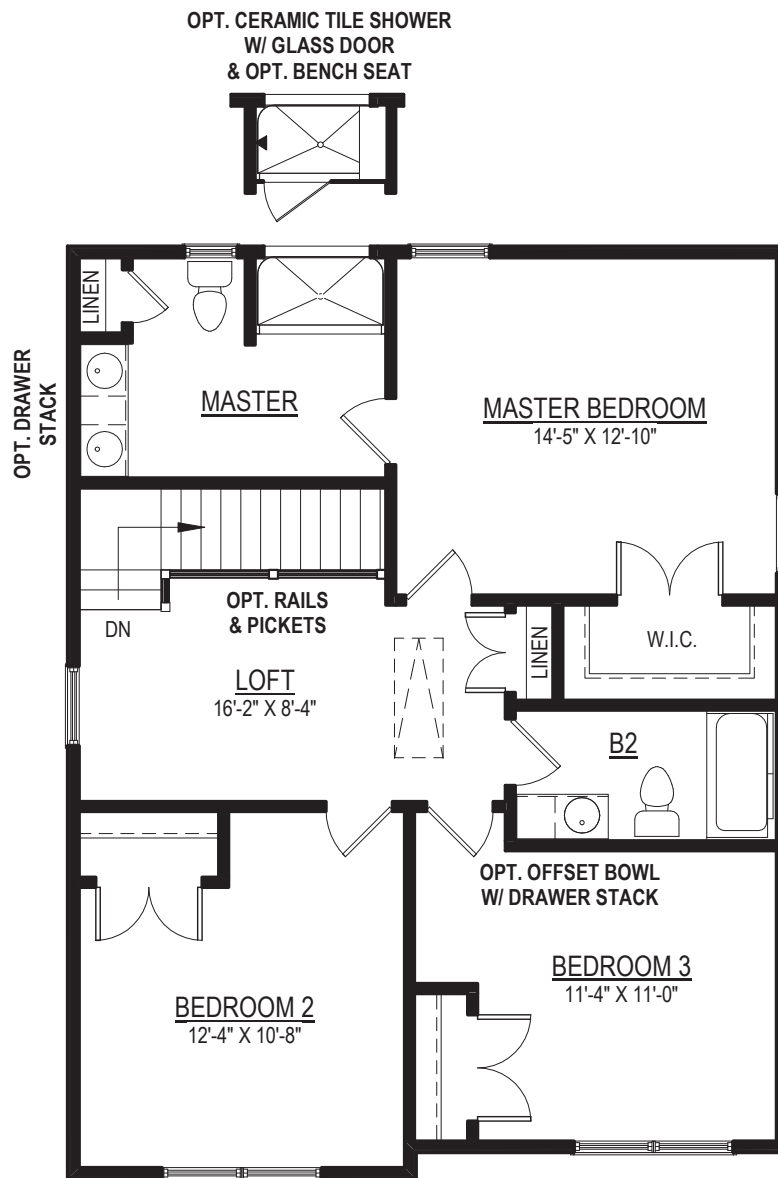 OPT. CERAMIC TILE SHOWER
W/ GLASS DOOR
& OPT. BENCH SEAT
LINEN
OPT. DRAWER
STACK
MASTER
MASTER BEDROOM
14'-5" X 12'-10"
DN
OPT. RAILS
& PICKETS
LOFT
16'-2" X 8'-4"
LINEN
W.I.C.
B2
OPT. OFFSET BOWL
W/ DRAWER STACK
BEDROOM 2
12'-4" X 10'-8"
BEDROOM 3
11'-4" X 11'-0"